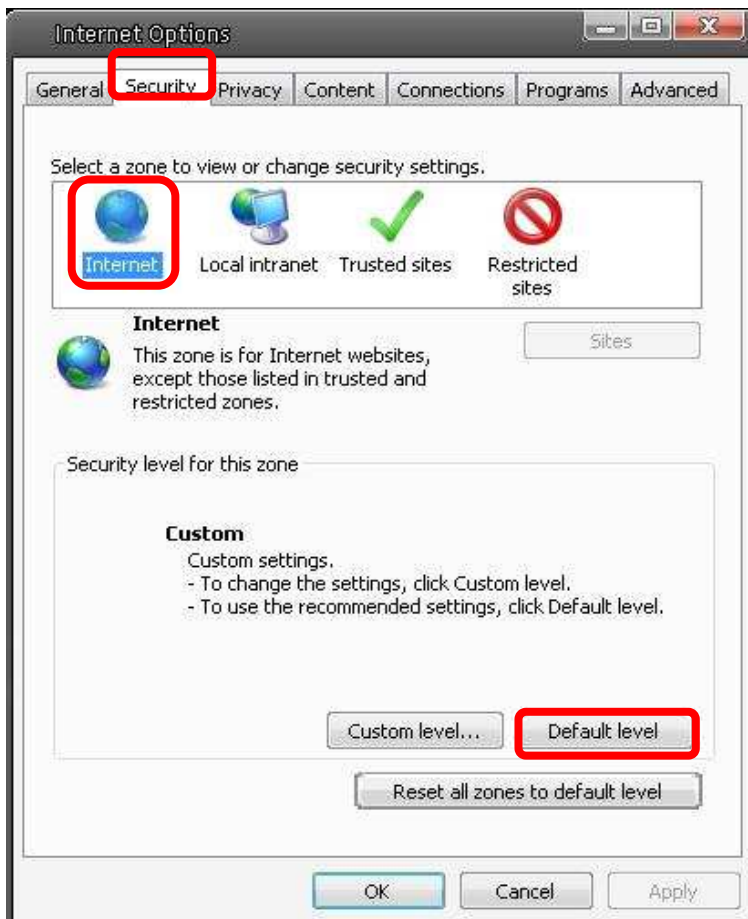 Internet Options
General Security Privacy Content Connections Programs Advanced
Select a zone to view or change security settings.
Internet Local intranet Trusted sites Restricted sites
Internet
This zone is for Internet websites,
except those listed in trusted and
restricted zones.
Sites
Security level for this zone
Custom
Custom settings.
- To change the settings, click Custom level.
- To use the recommended settings, click Default level.
Custom level... Default level
Reset all zones to default level
OK Cancel Apply